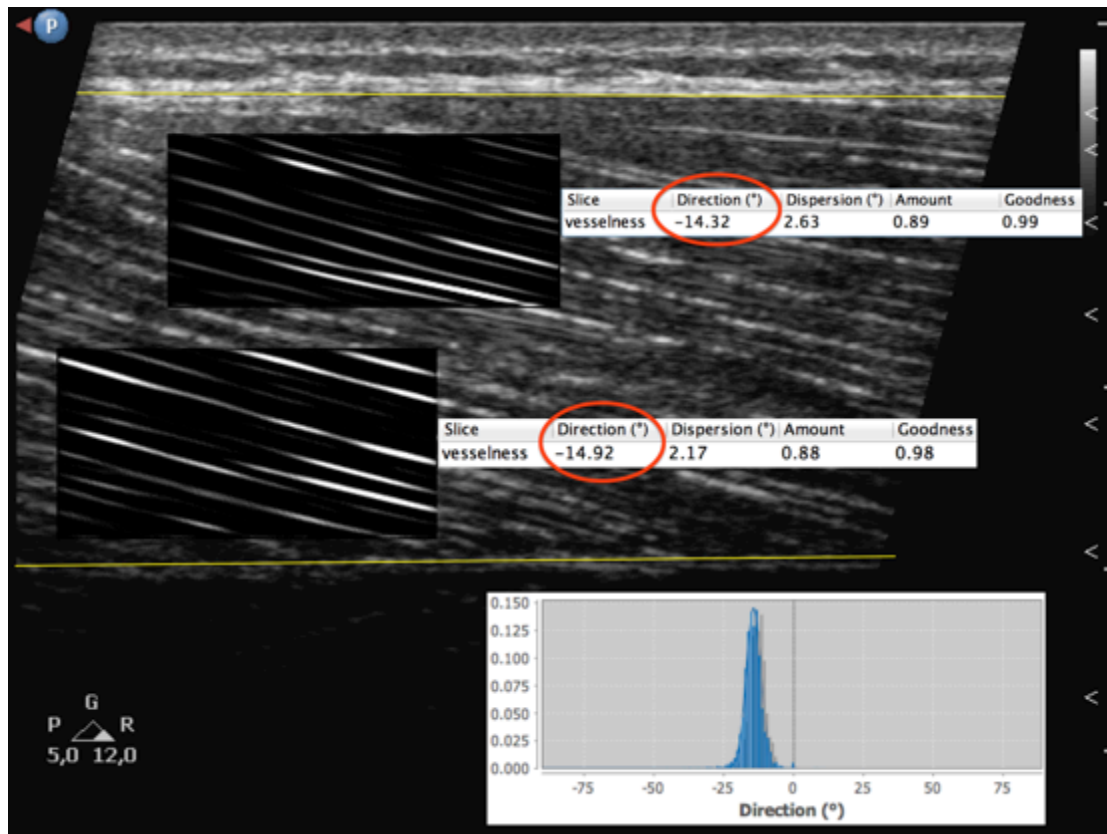 P
Slice Direction (°) Dispersion (°) Amount Goodness
vesselness -14.32 2.63 0.89 0.99
Slice Direction (°) Dispersion (°) Amount Goodness
vesselness -14.92 2.17 0.88 0.98
0.150
0.125
0.100
0.075
0.050
0.025
0.000
-75 -50 -25 0 25 50 75
Direction (°)
G
P R
5,0 12,0